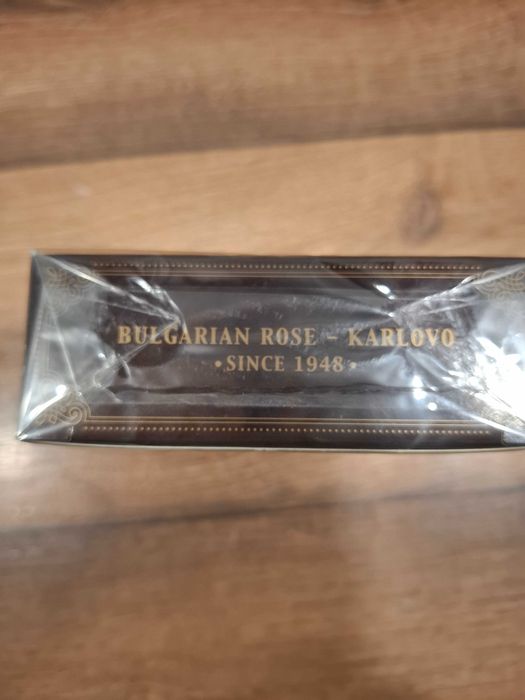 BULGARIAN ROSE – KARLOVO
•SINCE 1948•